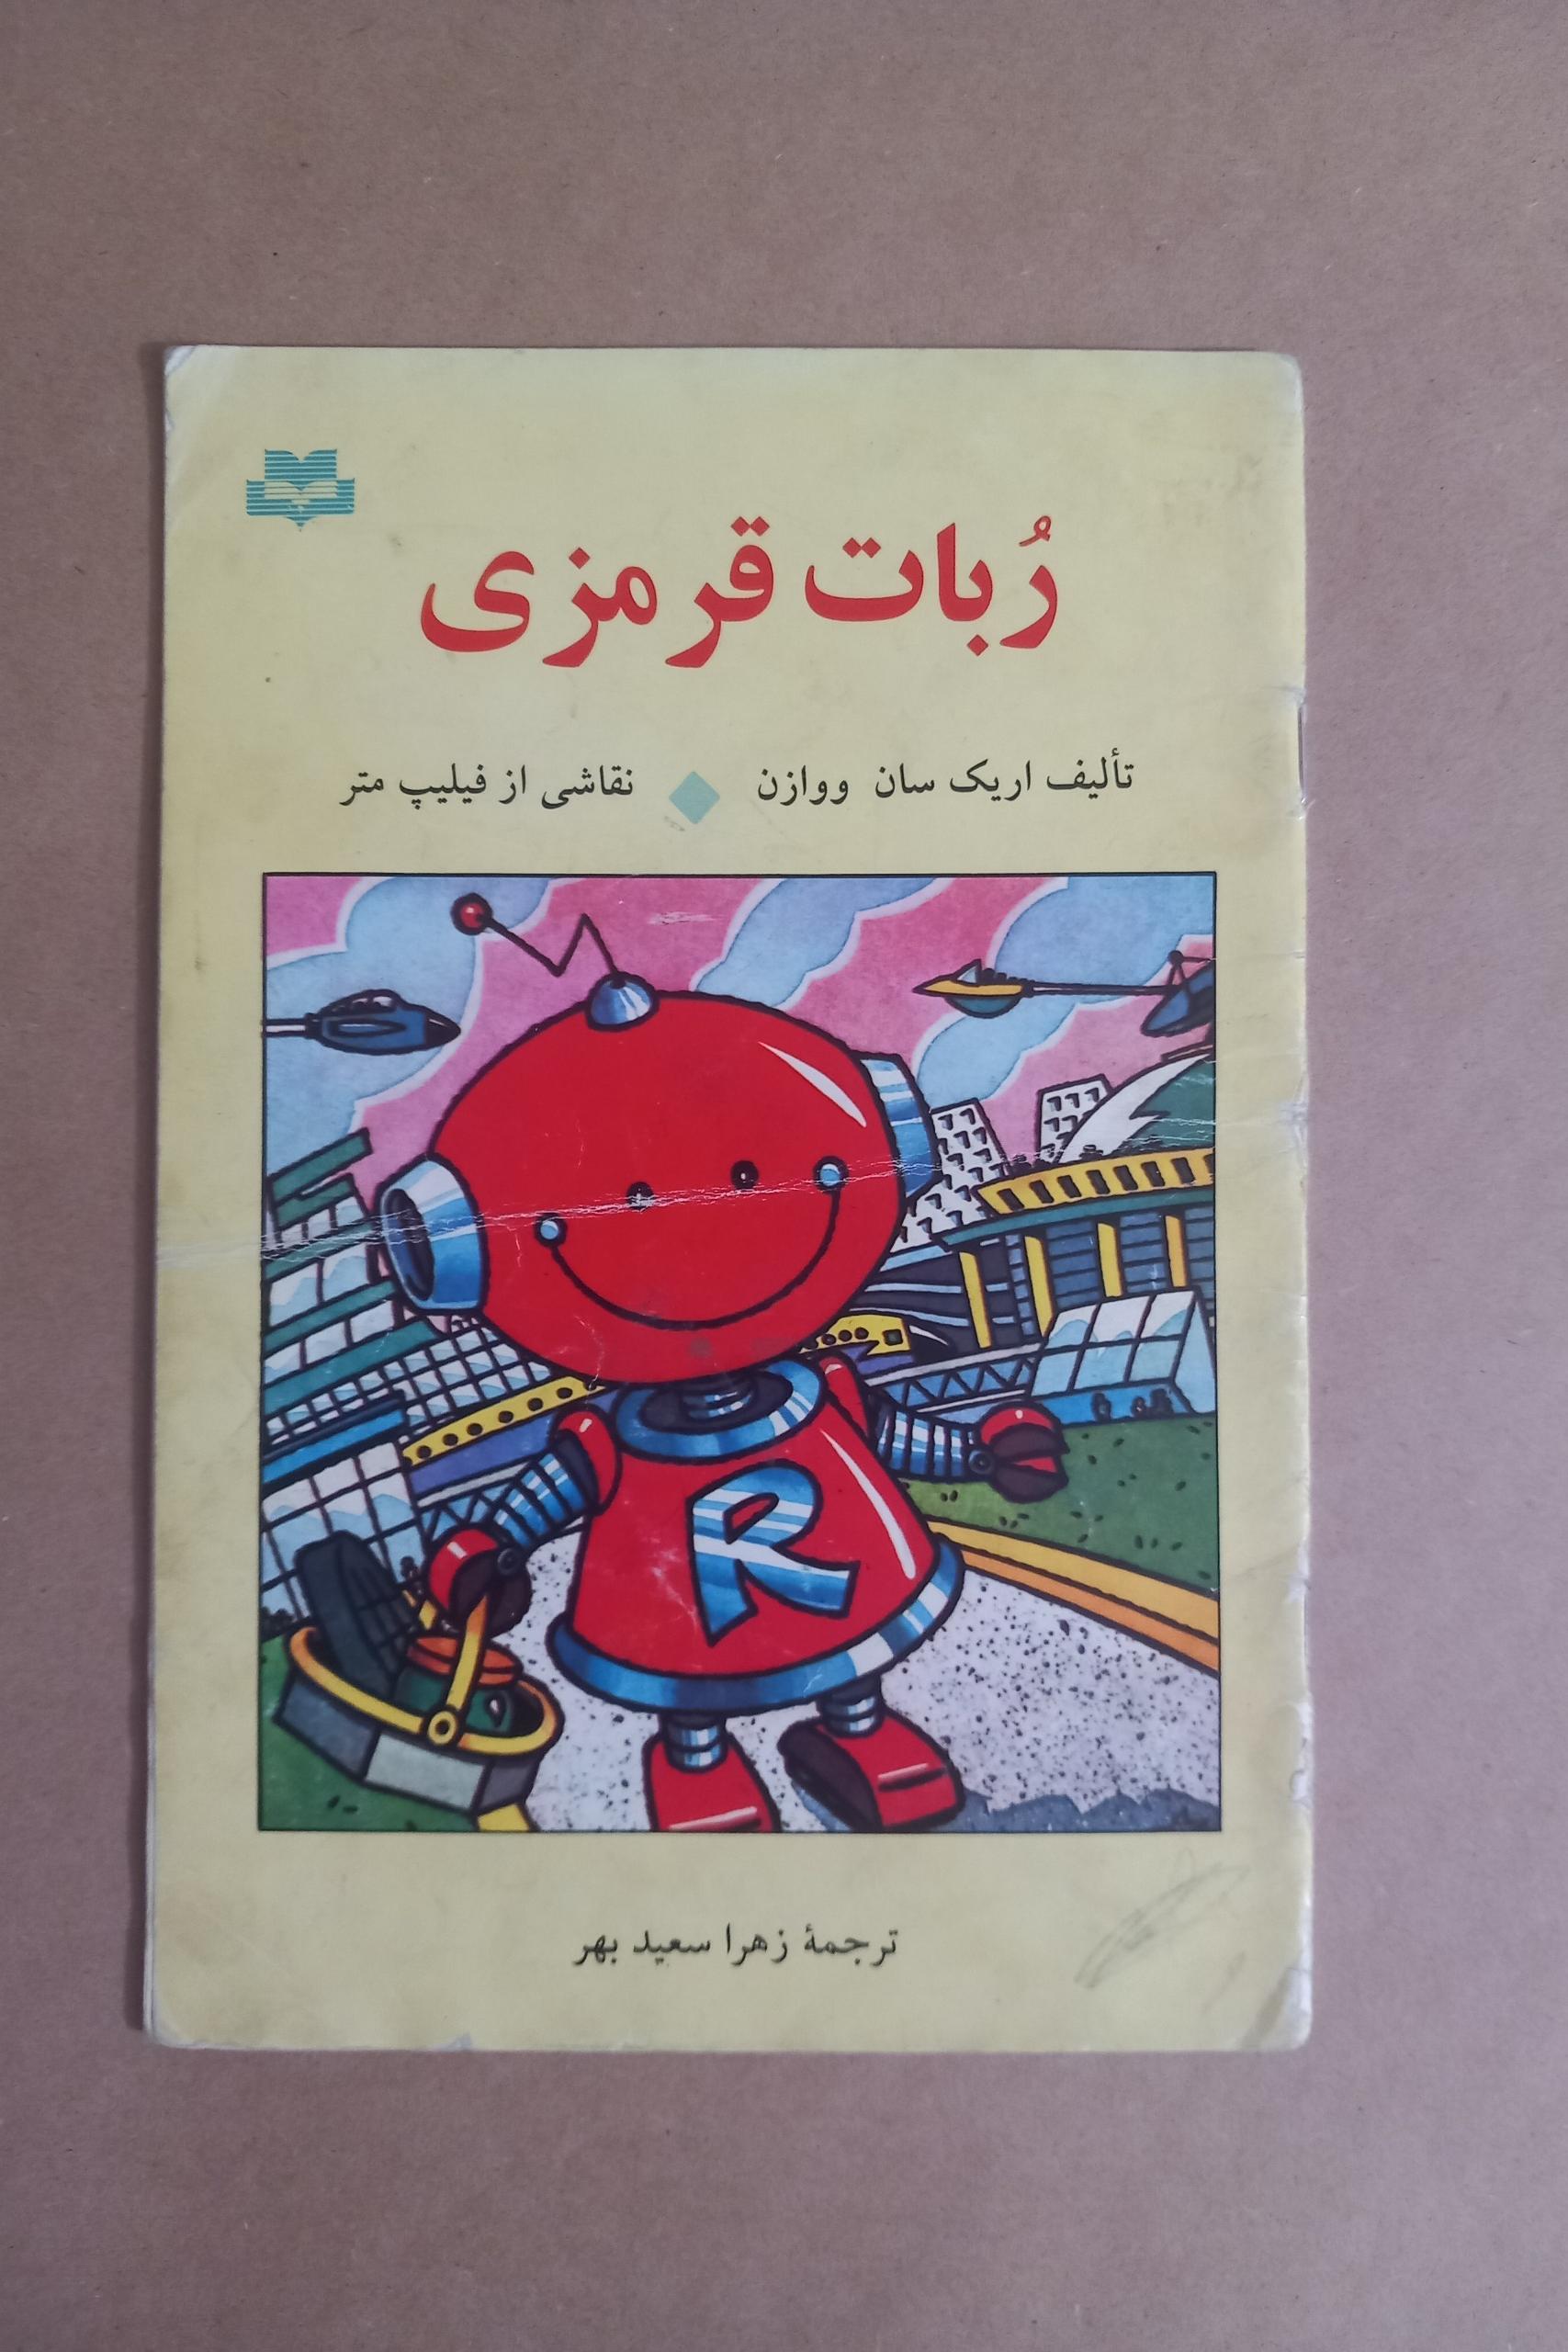 رُبات قرمزی
تألیف اریک سان ووازن ◆ نقاشی از فیلیپ متر
R
ترجمهٔ زهرا سعید بهر